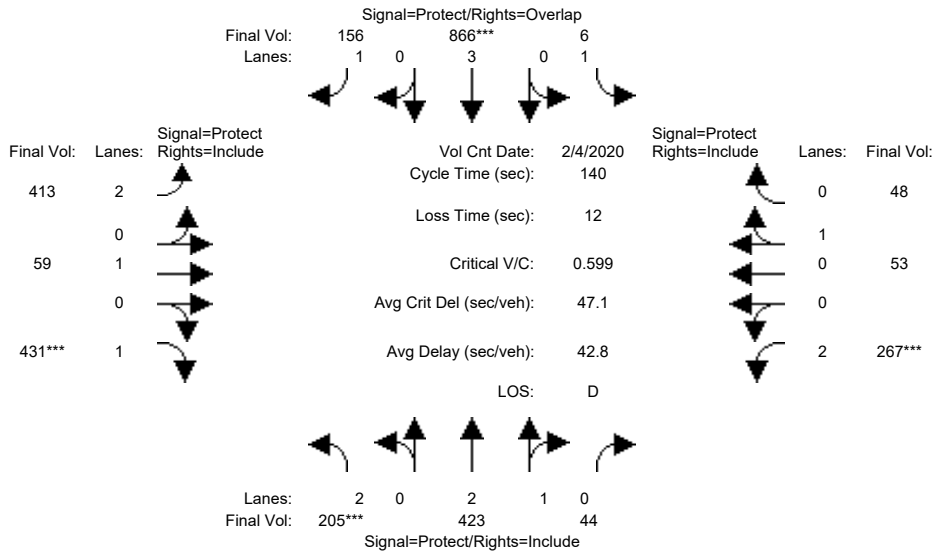 Signal=Protect/Rights=Overlap
Final Vol: 156 866*** 6
Lanes: 1 0 3 0 1
Signal=Protect
Final Vol: Lanes: Rights=Include
Vol Cnt Date: 2/4/2020
Signal=Protect
Rights=Include Lanes: Final Vol:
Cycle Time (sec): 140
413 2
0 48
Loss Time (sec): 12
0
1
59 1
Critical V/C: 0.599
0 53
0
Avg Crit Del (sec/veh): 47.1
0
431*** 1
Avg Delay (sec/veh): 42.8
2 267***
LOS: D
Lanes: 2 0 2 1 0
Final Vol: 205*** 423 44
Signal=Protect/Rights=Include